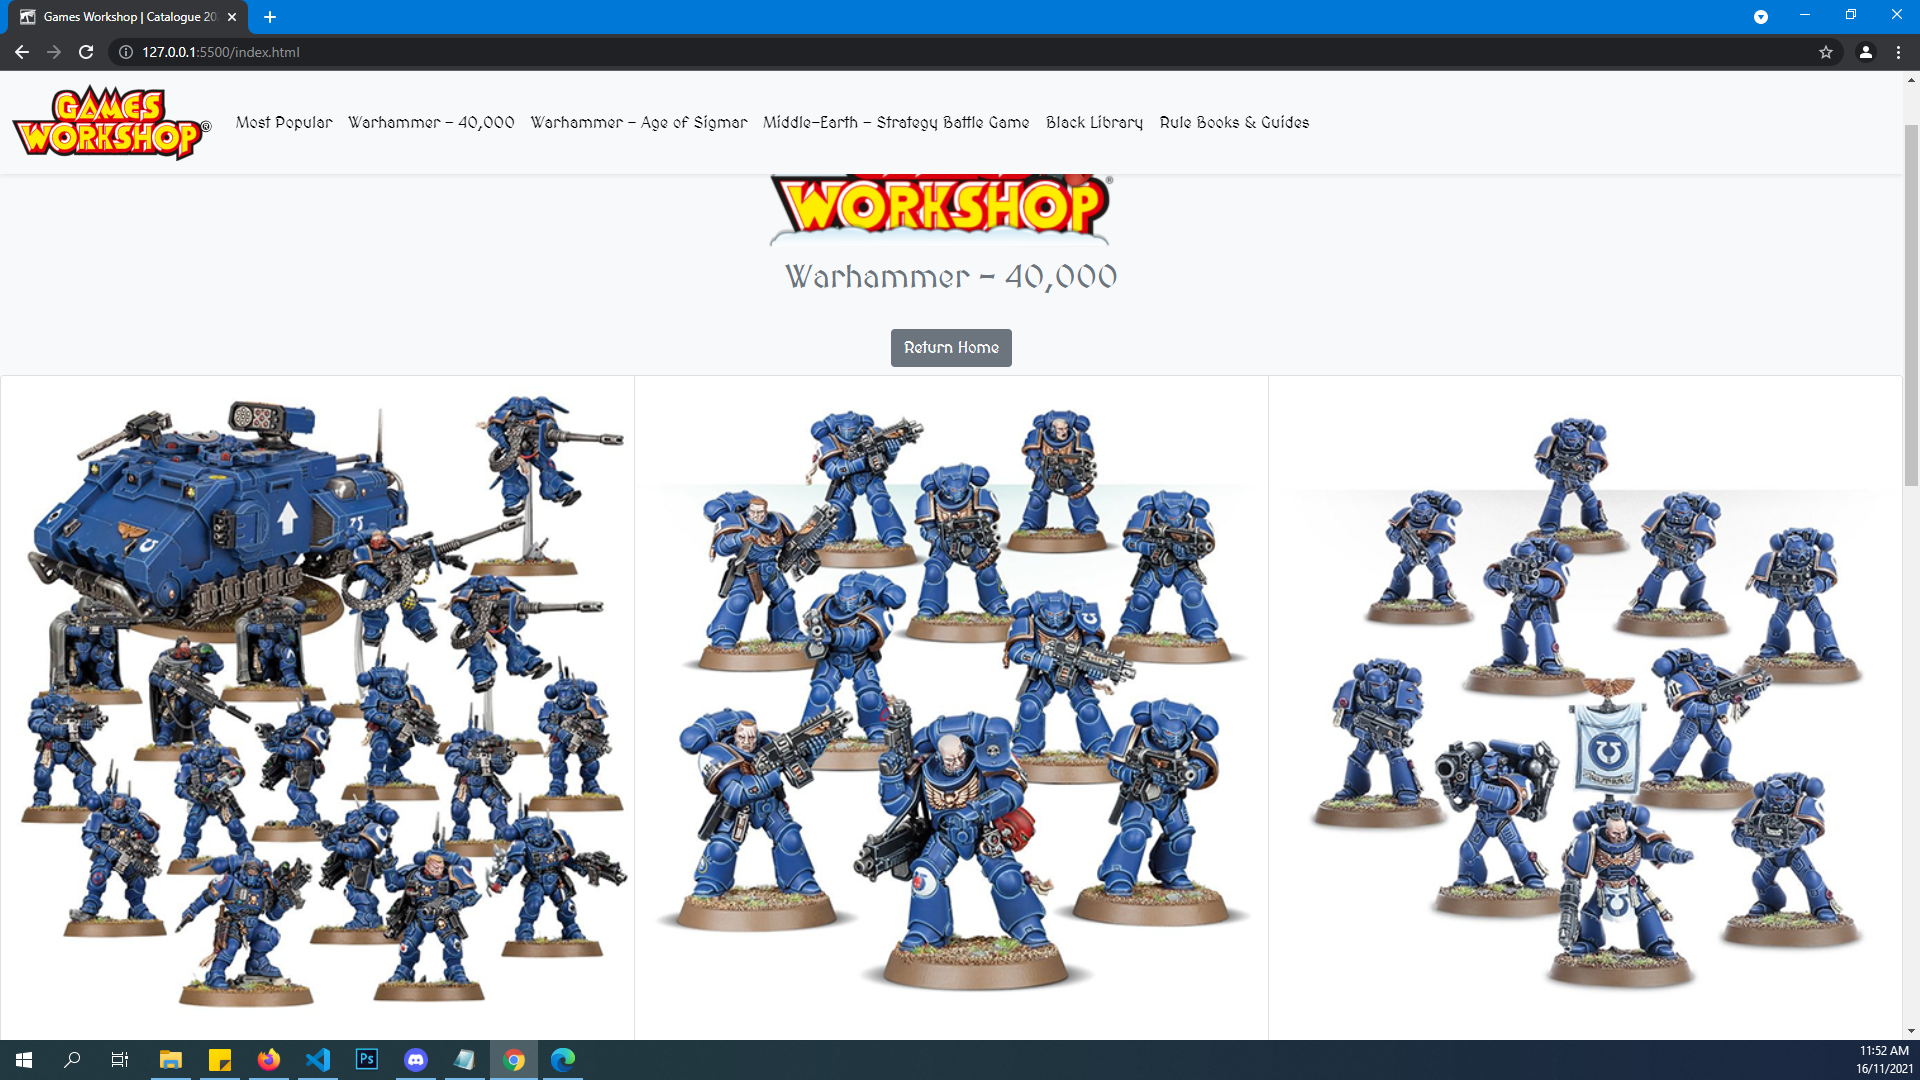 Games Workshop | Catalogue 20
127.0.0.1:5500/index.html
GAMES
WORKSHOP®
Most Popular
Warhammer - 40,000
Warhammer - Age of Sigmar
Middle-Earth - Strategy Battle Game
Black Library
Rule Books & Guides
WORKSHOP®
Warhammer - 40,000
Return Home
Ps
11:52 AM
16/11/2021